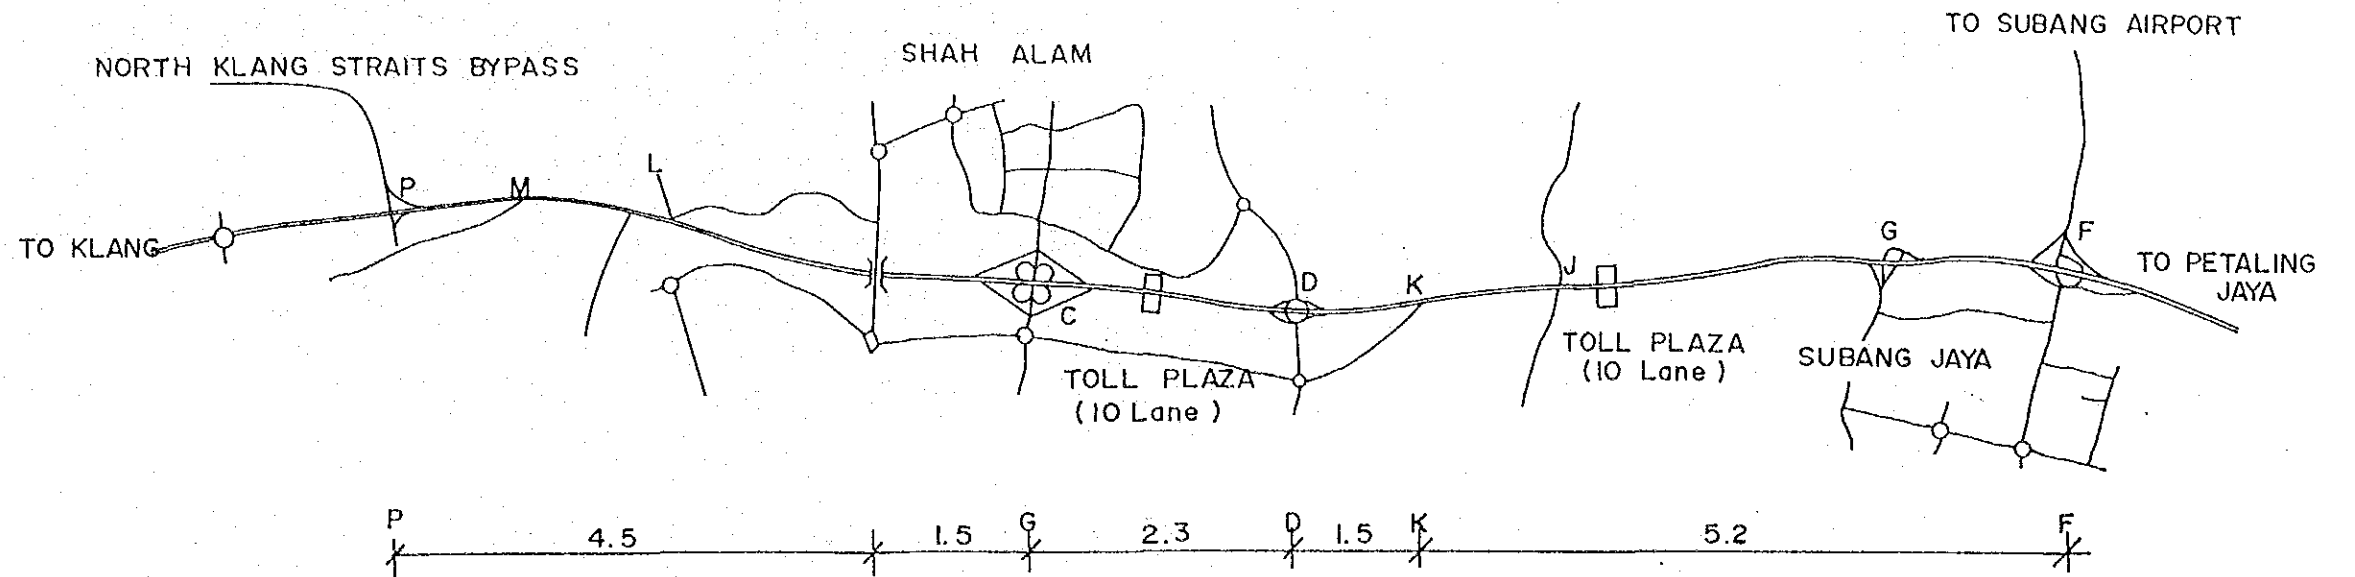 TO SUBANG AIRPORT
SHAH ALAM
NORTH KLANG STRAITS BYPASS
L
P
M
G
F
TO KLANG
TO PETALING
JAYA
J
D
K
C
TOLL PLAZA
(10 Lane)
SUBANG JAYA
TOLL PLAZA
(10 Lane)
P
4.5
1.5
G
2.3
D
1.5
K
5.2
F